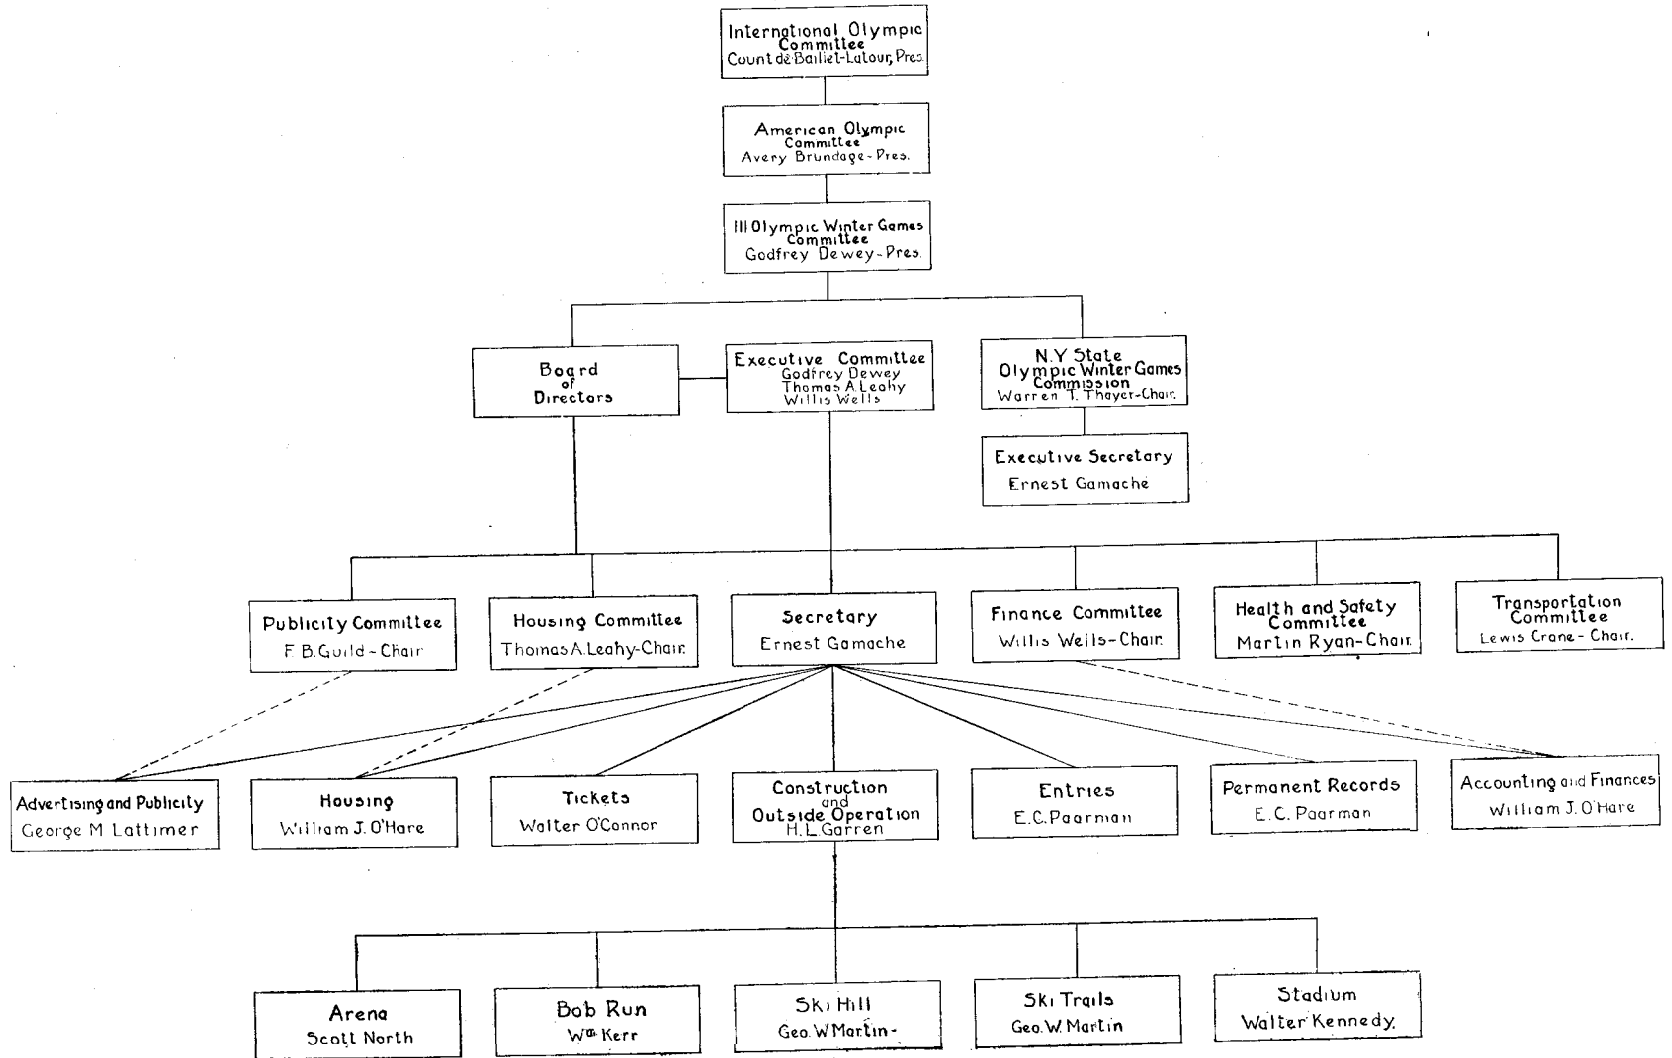 International Olympic
Committee
Count de Baillet-Latour, Pres.
American Olympic
Committee
Avery Brundage-Pres.
III Olympic Winter Games
Committee
Godfrey Dewey-Pres.
Board
of
Directors
Executive Committee
Godfrey Dewey
Thomas A. Leahy
Willis Wells
N.Y State
Olympic Winter Games
Commission
Warren T. Thayer-Chair.
Executive Secretary
Ernest Gamache
Publicity Committee
F. B. Guild-Chair
Housing Committee
Thomas A. Leahy-Chair.
Secretary
Ernest Gamache
Finance Committee
Willis Wells-Chair.
Health and Safety
Committee
Martin Ryan-Chair.
Transportation
Committee
Lewis Crane-Chair.
Advertising and Publicity
George M Lattimer
Housing
William J. O'Hare
Tickets
Walter O'Connor
Construction
and
Outside Operation
H. L. Garren
Entries
E.C. Paarman
Permanent Records
E.C. Paarman
Accounting and Finances
William J. O'Hare
Arena
Scott North
Bob Run
Wm Kerr
Ski Hill
Geo. W Martin-
Ski Trails
Geo. W. Martin
Stadium
Walter Kennedy.